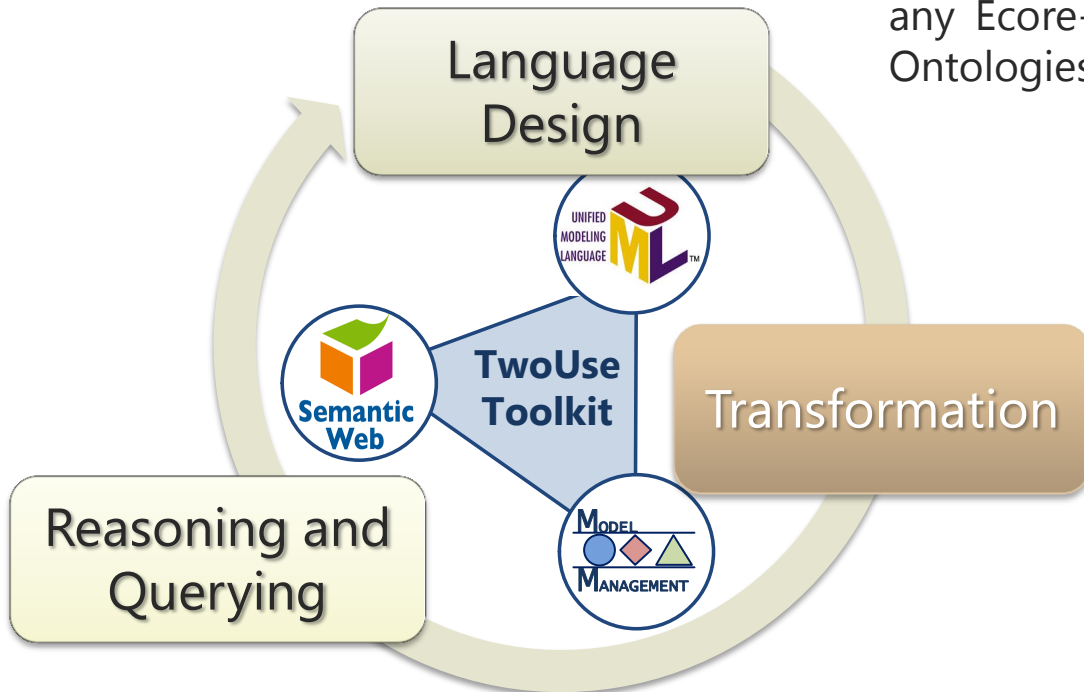 any Ecore-
Ontologies
Language
Design
UNIFIED
MODELING
LANGUAGE
UML
TM
TwoUse
Toolkit
Semantic
Web
Transformation
Reasoning and
Querying
MODEL
MANAGEMENT